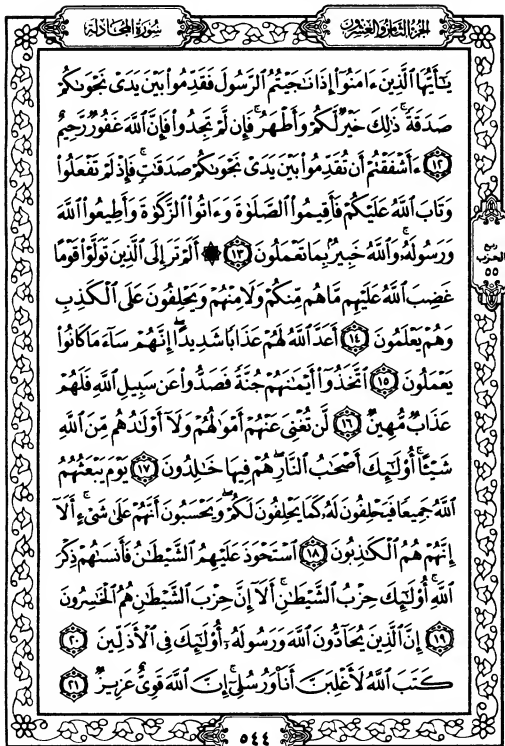 الجزء الثامن والعشرون
سورة المجادلة
يَٰٓأَيُّهَا ٱلَّذِينَ ءَامَنُوٓا۟ إِذَا نَٰجَيْتُمُ ٱلرَّسُولَ فَقَدِّمُوا۟ بَيْنَ يَدَىْ نَجْوَىٰكُمْ
صَدَقَةً ۚ ذَٰلِكَ خَيْرٌ لَّكُمْ وَأَطْهَرُ ۚ فَإِن لَّمْ تَجِدُوا۟ فَإِنَّ ٱللَّهَ غَفُورٌ رَّحِيمٌ
١٢ ءَأَشْفَقْتُمْ أَن تُقَدِّمُوا۟ بَيْنَ يَدَىْ نَجْوَىٰكُمْ صَدَقَٰتٍ ۚ فَإِذْ لَمْ تَفْعَلُوا۟
وَتَابَ ٱللَّهُ عَلَيْكُمْ فَأَقِيمُوا۟ ٱلصَّلَوٰةَ وَءَاتُوا۟ ٱلزَّكَوٰةَ وَأَطِيعُوا۟ ٱللَّهَ
وَرَسُولَهُۥ ۚ وَٱللَّهُ خَبِيرٌۢ بِمَا تَعْمَلُونَ ١٣ ۞ أَلَمْ تَرَ إِلَى ٱلَّذِينَ تَوَلَّوْا۟ قَوْمًا
ربع
الحزب
٥٥
غَضِبَ ٱللَّهُ عَلَيْهِم مَّا هُم مِّنكُمْ وَلَا مِنْهُمْ وَيَحْلِفُونَ عَلَى ٱلْكَذِبِ
وَهُمْ يَعْلَمُونَ ١٤ أَعَدَّ ٱللَّهُ لَهُمْ عَذَابًا شَدِيدًا ۖ إِنَّهُمْ سَآءَ مَا كَانُوا۟
يَعْمَلُونَ ١٥ ٱتَّخَذُوٓا۟ أَيْمَٰنَهُمْ جُنَّةً فَصَدُّوا۟ عَن سَبِيلِ ٱللَّهِ فَلَهُمْ
عَذَابٌ مُّهِينٌ ١٦ لَّن تُغْنِىَ عَنْهُمْ أَمْوَٰلُهُمْ وَلَآ أَوْلَٰدُهُم مِّنَ ٱللَّهِ
شَيْـًٔا ۚ أُو۟لَٰٓئِكَ أَصْحَٰبُ ٱلنَّارِ ۖ هُمْ فِيهَا خَٰلِدُونَ ١٧ يَوْمَ يَبْعَثُهُمُ
ٱللَّهُ جَمِيعًا فَيَحْلِفُونَ لَهُۥ كَمَا يَحْلِفُونَ لَكُمْ ۖ وَيَحْسَبُونَ أَنَّهُمْ عَلَىٰ شَىْءٍ ۚ أَلَآ
إِنَّهُمْ هُمُ ٱلْكَٰذِبُونَ ١٨ ٱسْتَحْوَذَ عَلَيْهِمُ ٱلشَّيْطَٰنُ فَأَنسَىٰهُمْ ذِكْرَ
ٱللَّهِ ۚ أُو۟لَٰٓئِكَ حِزْبُ ٱلشَّيْطَٰنِ ۚ أَلَآ إِنَّ حِزْبَ ٱلشَّيْطَٰنِ هُمُ ٱلْخَٰسِرُونَ
١٩ إِنَّ ٱلَّذِينَ يُحَآدُّونَ ٱللَّهَ وَرَسُولَهُۥٓ أُو۟لَٰٓئِكَ فِى ٱلْأَذَلِّينَ ٢٠
كَتَبَ ٱللَّهُ لَأَغْلِبَنَّ أَنَا۠ وَرُسُلِىٓ ۚ إِنَّ ٱللَّهَ قَوِىٌّ عَزِيزٌ ٢١
٥٤٤